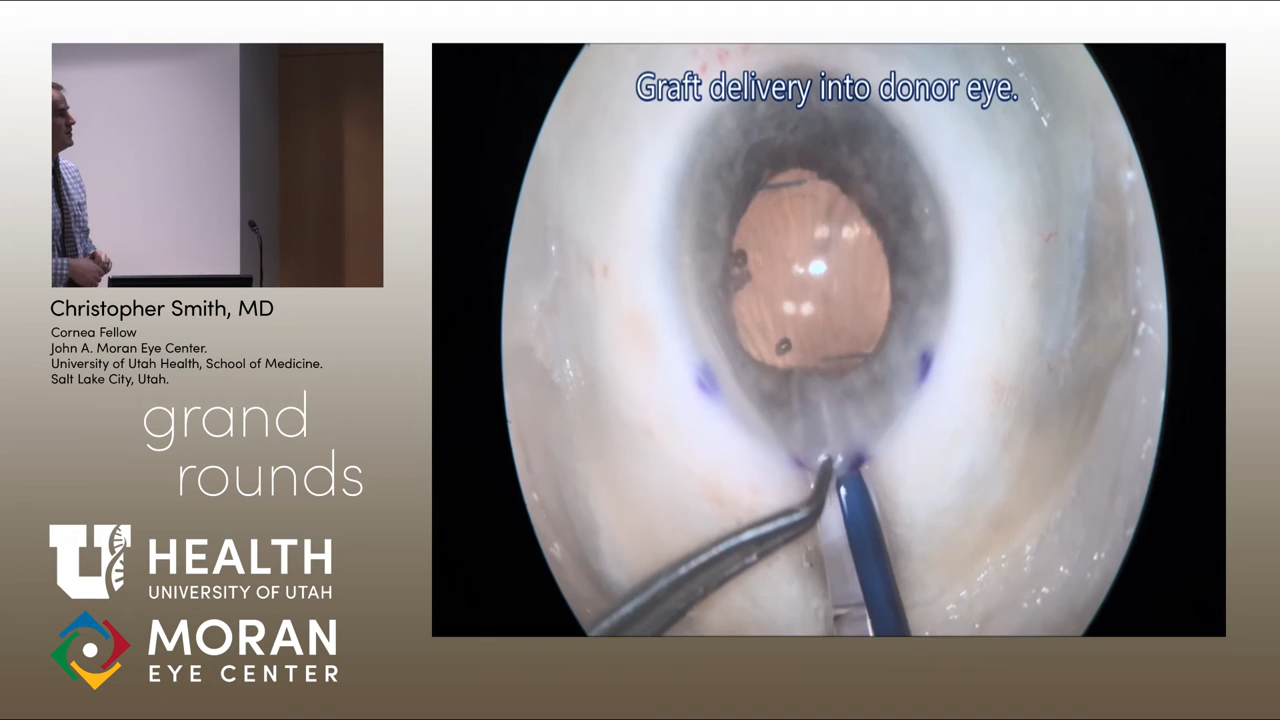 Graft delivery into donor eye.
Christopher Smith, MD
Cornea Fellow
John A. Moran Eye Center.
University of Utah Health, School of Medicine.
Salt Lake City, Utah.
grand
rounds
U HEALTH
UNIVERSITY OF UTAH
MORAN
EYE CENTER